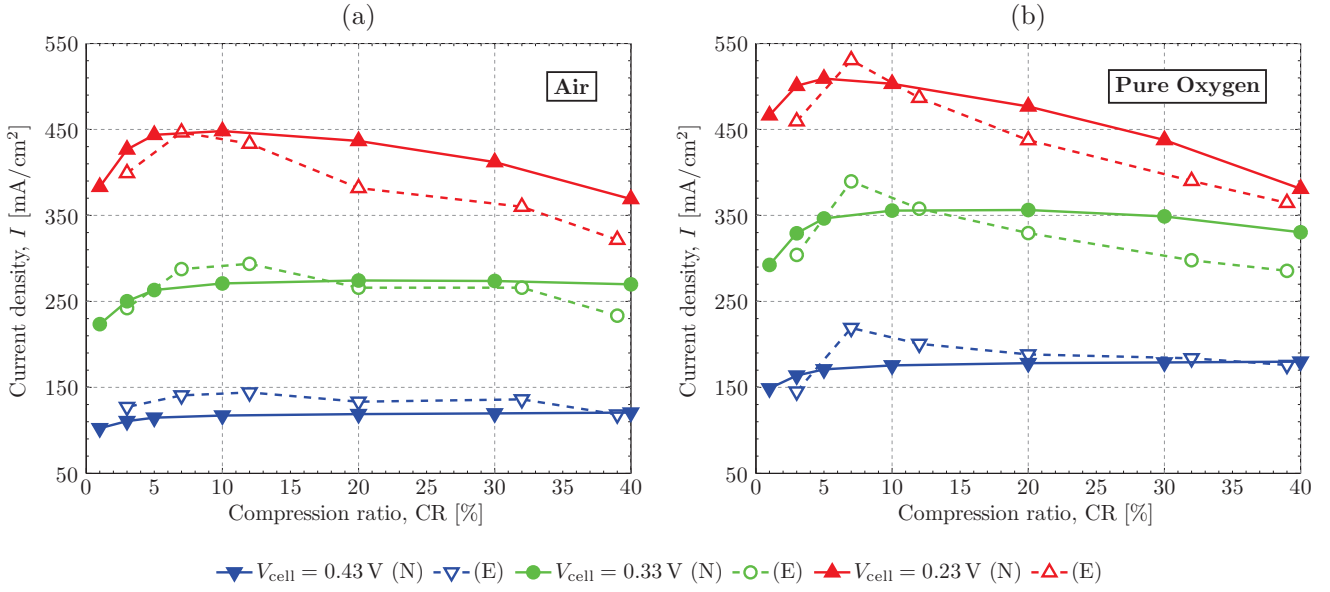 (a)
(b)
550
450
350
250
150
50
Current density, I [mA/cm²]
Air
0 5 10 15 20 25 30 35 40
Compression ratio, CR [%]
550
450
350
250
150
50
Current density, I [mA/cm²]
Pure Oxygen
0 5 10 15 20 25 30 35 40
Compression ratio, CR [%]
V_cell = 0.43 V (N) (E) V_cell = 0.33 V (N) (E) V_cell = 0.23 V (N) (E)